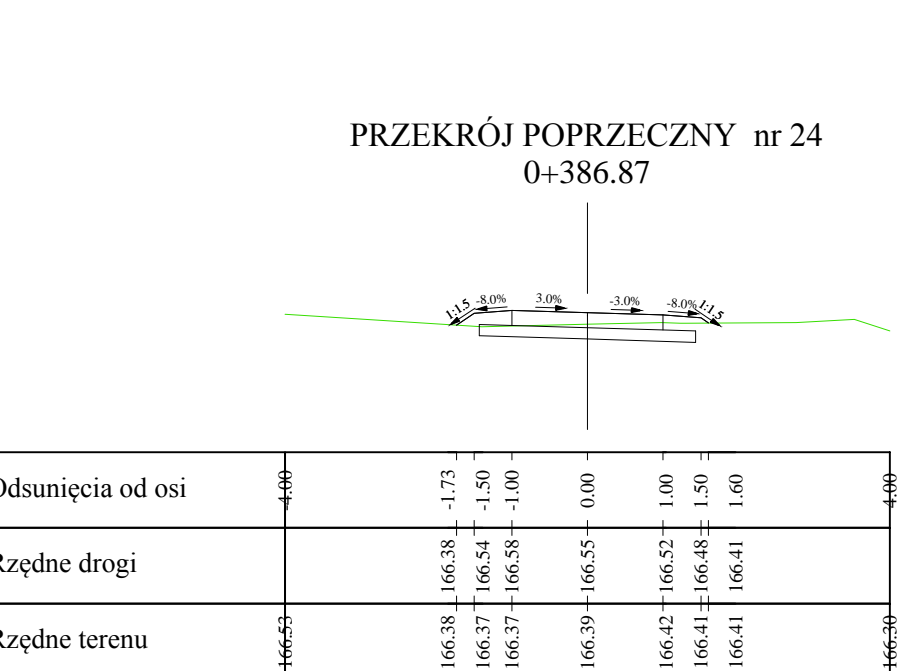 PRZEKRÓJ POPRZECZNY nr 24
0+386.87
1:1.5 -8.0% 3.0% -3.0% -8.0% 1:1.5
Odsunięcia od osi -4.00 -1.73 -1.50 -1.00 0.00 1.00 1.50 1.60 4.00
Rzędne drogi 166.38 166.54 166.58 166.55 166.52 166.48 166.41
Rzędne terenu 166.53 166.38 166.37 166.37 166.39 166.42 166.41 166.41 166.30